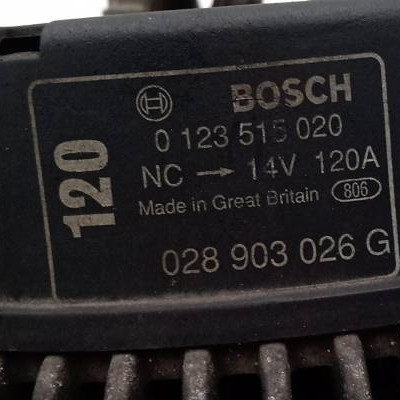 BOSCH
120
0 123 515 020
NC → 14V 120A
Made in Great Britain 806
028 903 026 G